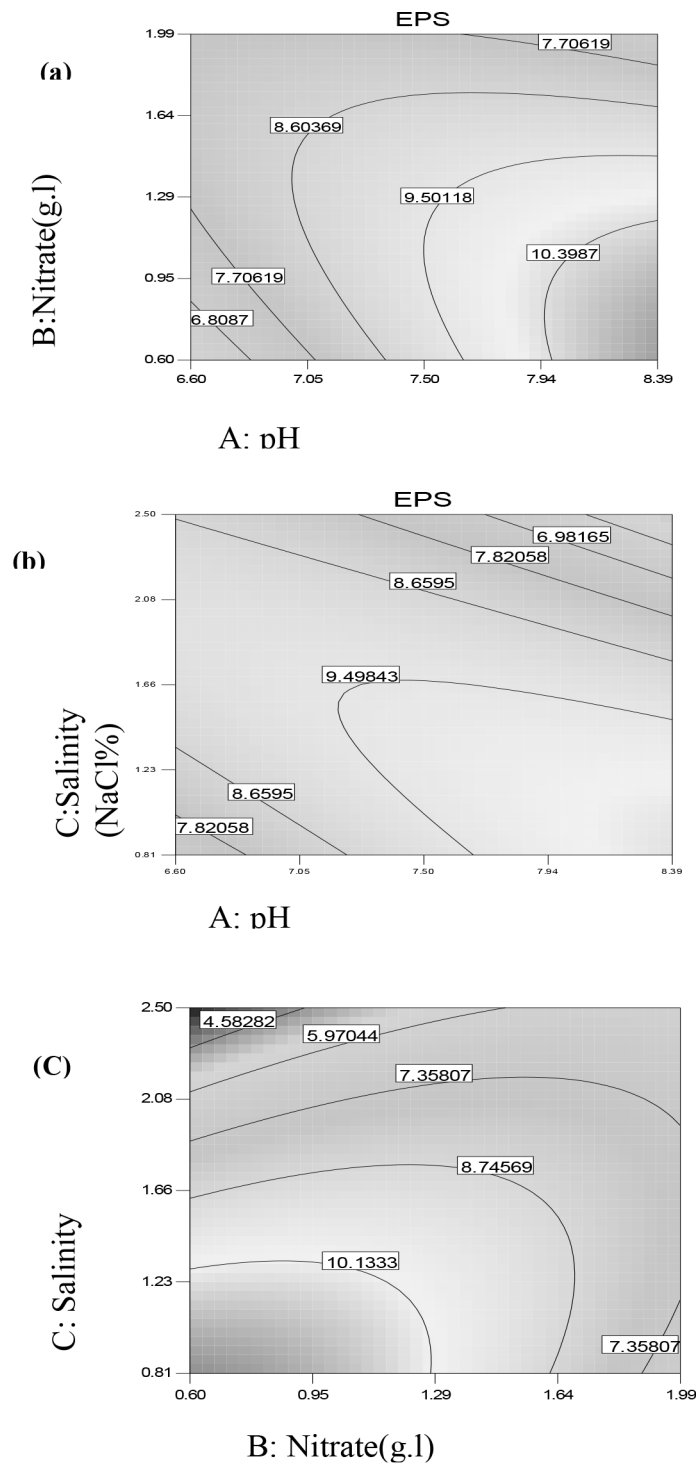 EPS
(a)
B:Nitrate(g.l)
1.99
1.64
1.29
0.95
0.60
7.70619
8.60369
9.50118
10.3987
7.70619
6.8087
6.60 7.05 7.50 7.94 8.39
A: pH
EPS
(b)
C:Salinity
(NaCl%)
2.50
2.08
1.66
1.23
0.81
6.98165
7.82058
8.6595
9.49843
8.6595
7.82058
6.60 7.05 7.50 7.94 8.39
A: pH
(C)
C: Salinity
2.50
2.08
1.66
1.23
0.81
4.58282
5.97044
7.35807
8.74569
10.1333
7.35807
0.60 0.95 1.29 1.64 1.99
B: Nitrate(g.l)